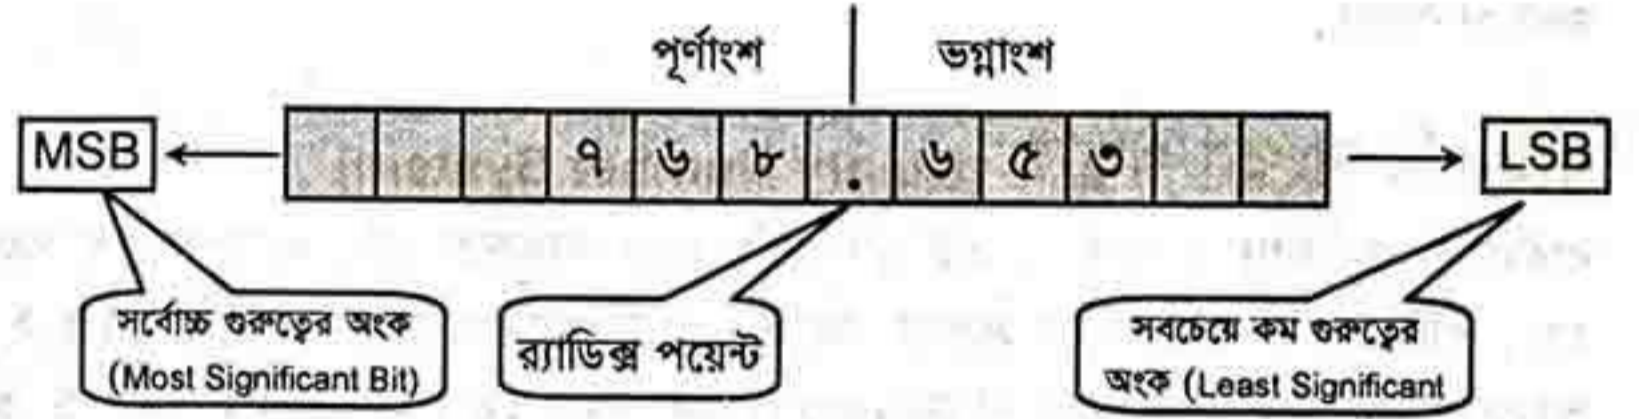 পূর্ণাংশ ভগ্নাংশ
MSB ৭ ৬ ৮ . ৬ ৫ ৩ LSB
সর্বোচ্চ গুরুত্বের অংক
(Most Significant Bit)
র‍্যাডিক্স পয়েন্ট
সবচেয়ে কম গুরুত্বের
অংক (Least Significant